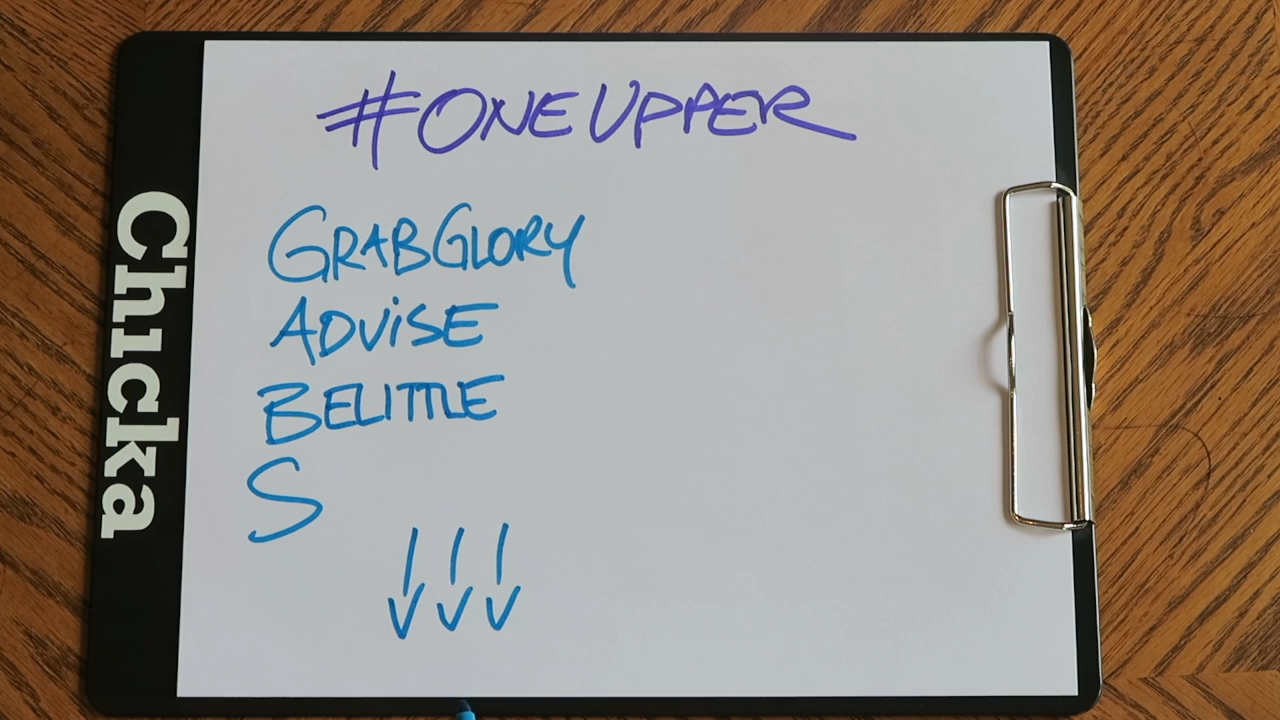 #ONEUPPER
GRABGLORY
ADViSE
BELITTLE
S
Chicka